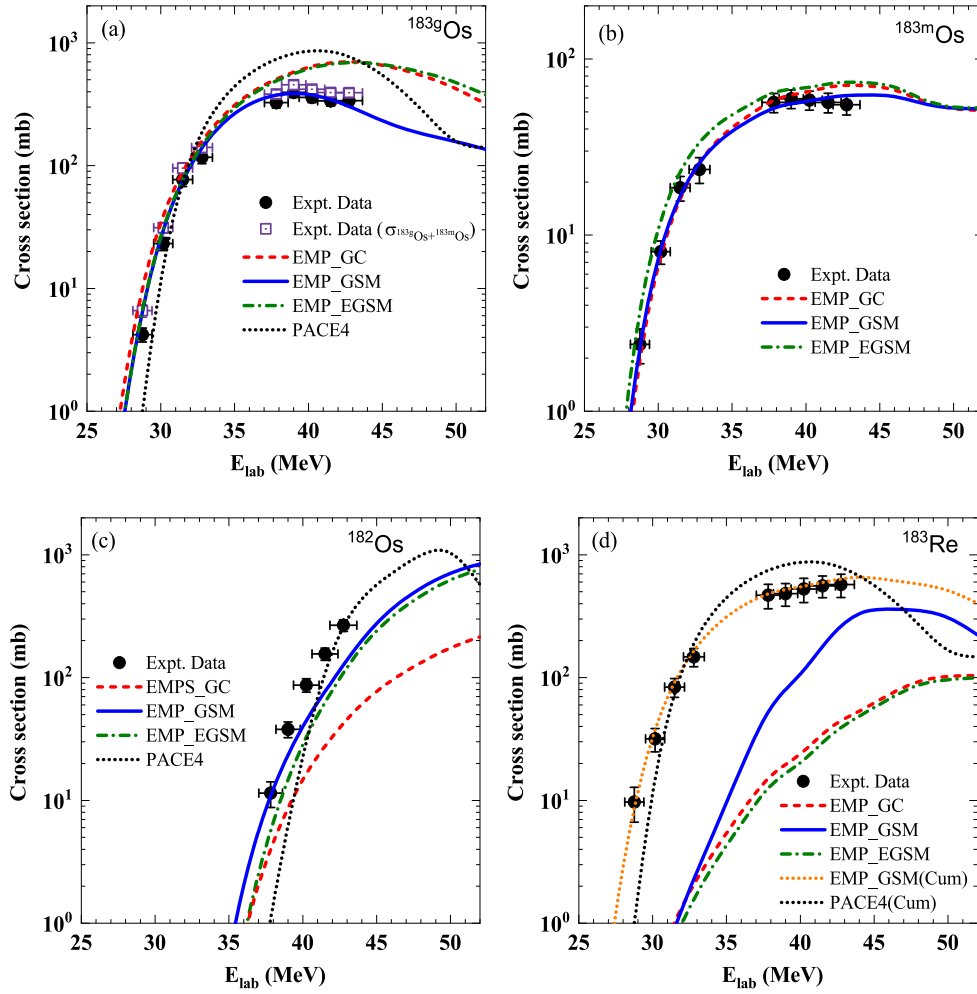 (a)
¹⁸³ᵍOs
Cross section (mb)
10³
10²
10¹
10⁰
Expt. Data
Expt. Data (σ¹⁸³ᵍOs+¹⁸³ᵐOs)
EMP_GC
EMP_GSM
EMP_EGSM
PACE4
25 30 35 40 45 50
E_lab (MeV)
(b)
¹⁸³ᵐOs
Cross section (mb)
10²
10¹
10⁰
Expt. Data
EMP_GC
EMP_GSM
EMP_EGSM
25 30 35 40 45 50
E_lab (MeV)
(c)
¹⁸²Os
Cross section (mb)
10³
10²
10¹
10⁰
Expt. Data
EMPS_GC
EMP_GSM
EMP_EGSM
PACE4
25 30 35 40 45 50
E_lab (MeV)
(d)
¹⁸³Re
Cross section (mb)
10³
10²
10¹
10⁰
Expt. Data
EMP_GC
EMP_GSM
EMP_EGSM
EMP_GSM(Cum)
PACE4(Cum)
25 30 35 40 45 50
E_lab (MeV)